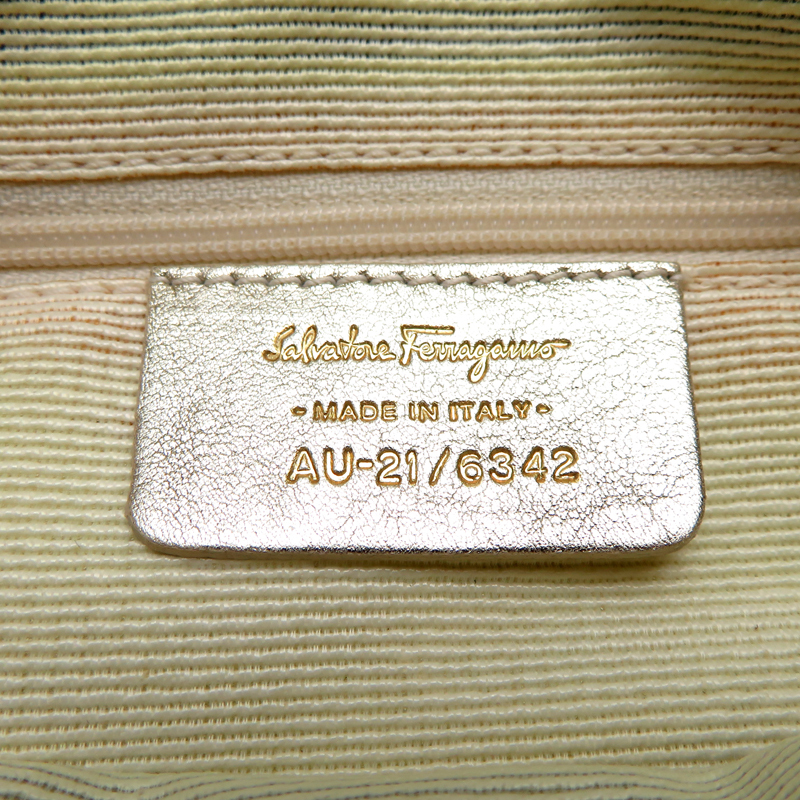 Salvatore Ferragamo
- MADE IN ITALY -
AU-21/6342